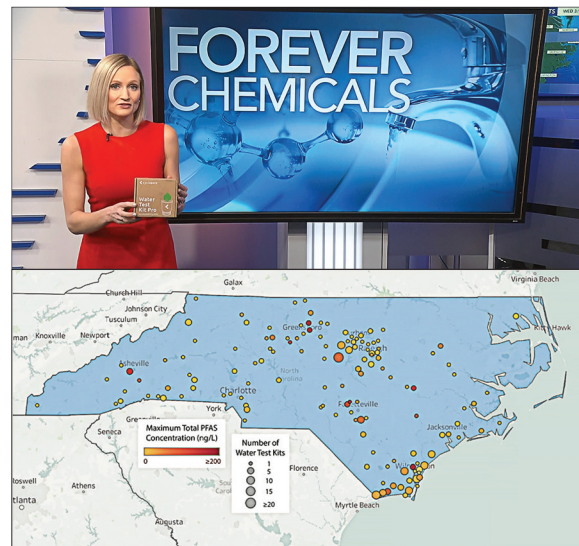 FOREVER
CHEMICALS
WED
Water
Test
Kit Pro
Galax
Virginia Beach
Church Hill
Johnson City
Tusculum
Knoxville
Newport
Kitty Hawk
Asheville
North
Carolina
Charlotte
York
Jacksonville
Seneca
Maximum Total PFAS
Concentration (ng/L)
0
≥200
Number of
Water Test Kits
1
5
10
15
≥20
Florence
Athens
Myrtle Beach
Augusta